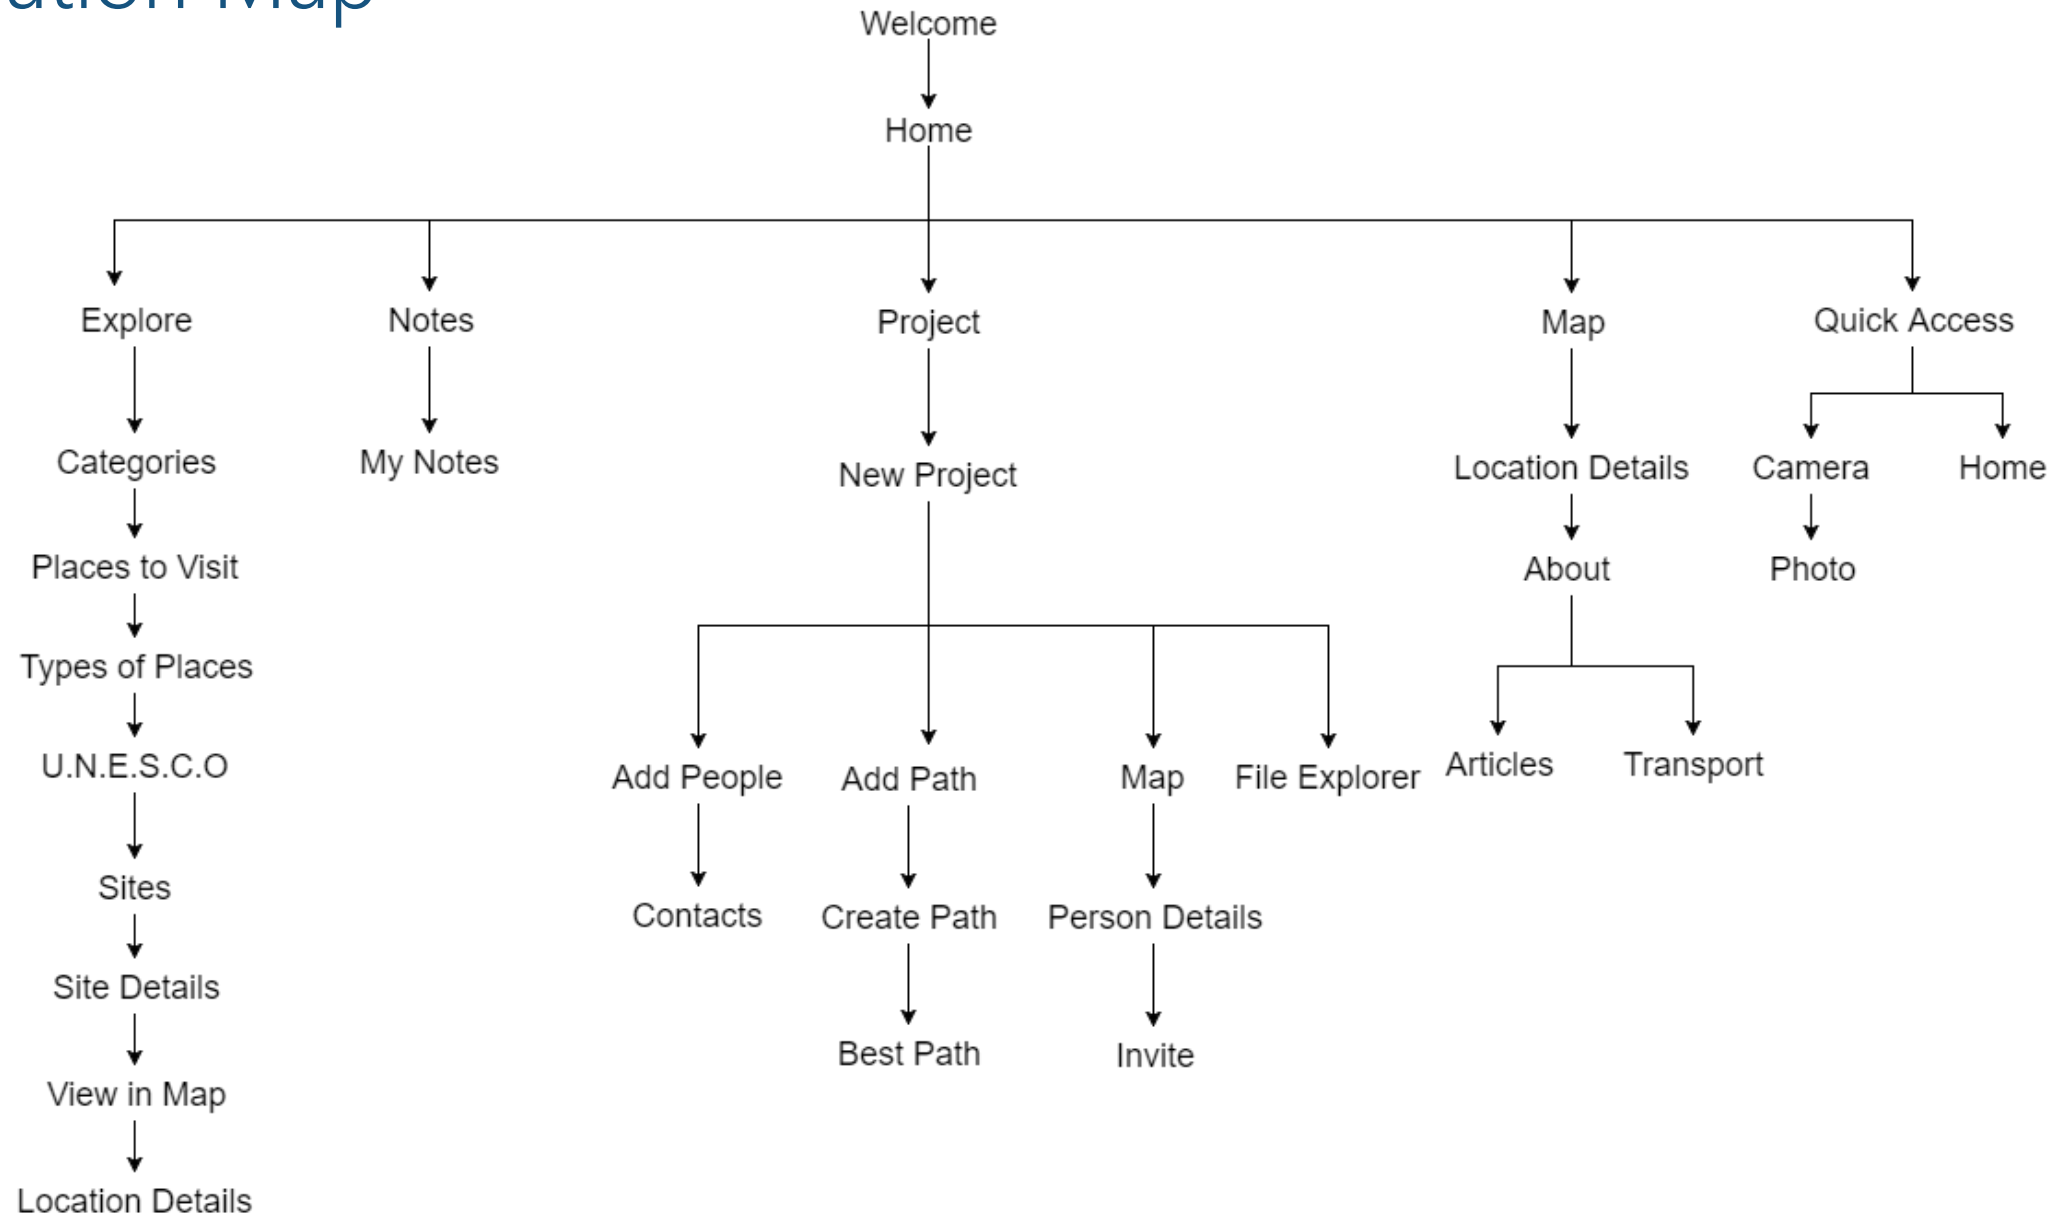 Map
Welcome
Home
Explore
Notes
Project
Map
Quick Access
Categories
My Notes
New Project
Location Details
Camera
Home
Places to Visit
About
Photo
Types of Places
U.N.E.S.C.O
Add People
Add Path
Map
File Explorer
Articles
Transport
Sites
Contacts
Create Path
Person Details
Site Details
Best Path
Invite
View in Map
Location Details